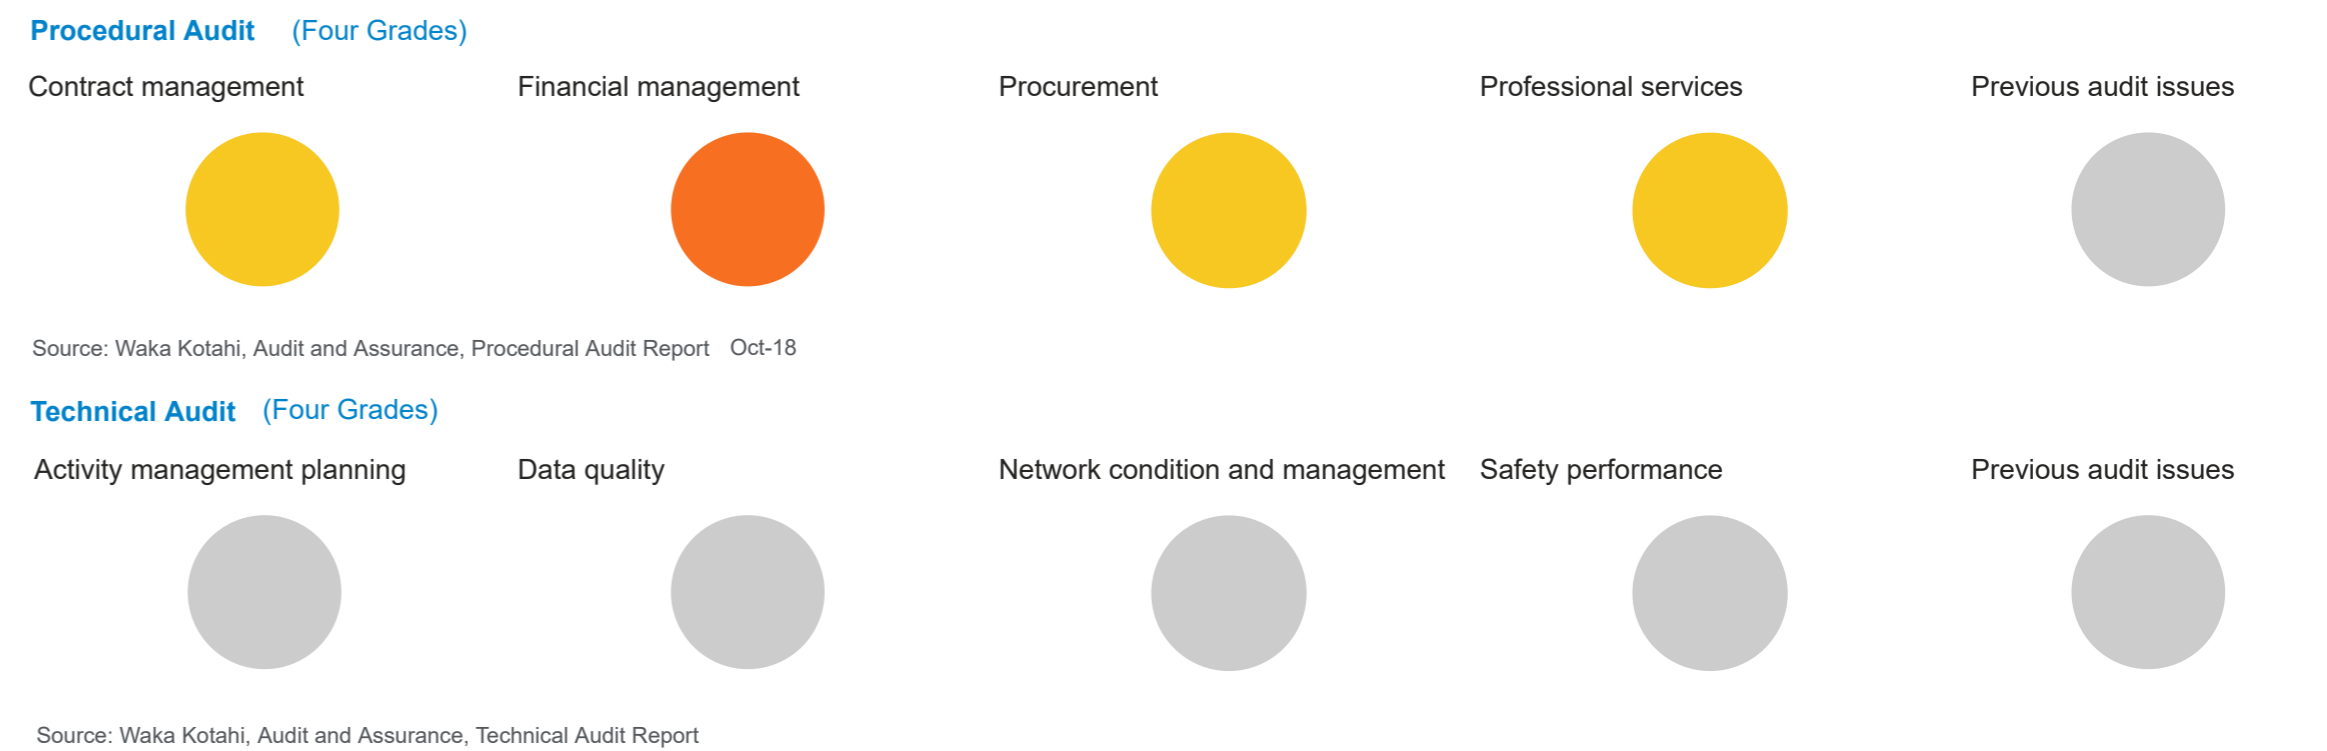 Procedural Audit (Four Grades)
Contract management Financial management Procurement Professional services Previous audit issues
Source: Waka Kotahi, Audit and Assurance, Procedural Audit Report Oct-18
Technical Audit (Four Grades)
Activity management planning Data quality Network condition and management Safety performance Previous audit issues
Source: Waka Kotahi, Audit and Assurance, Technical Audit Report